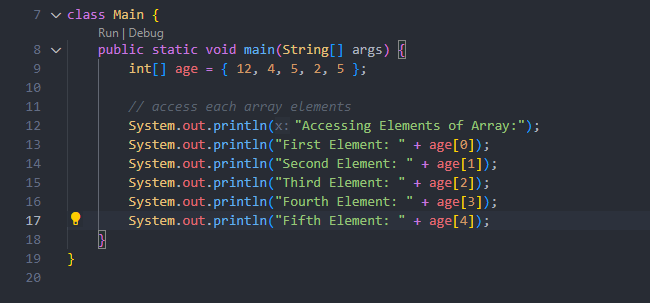 7 class Main {
Run | Debug
8 public static void main(String[] args) {
9 int[] age = { 12, 4, 5, 2, 5 };
10
11 // access each array elements
12 System.out.println(x: "Accessing Elements of Array:");
13 System.out.println("First Element: " + age[0]);
14 System.out.println("Second Element: " + age[1]);
15 System.out.println("Third Element: " + age[2]);
16 System.out.println("Fourth Element: " + age[3]);
17 System.out.println("Fifth Element: " + age[4]);
18 }
19 }
20